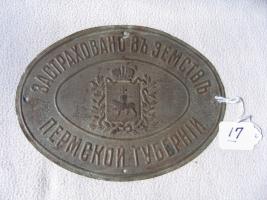 ЗАСТРАХОВАНО ВЪ ЗЕМСТВѢ
ПЕРМСКОЙ ГУБЕРНІИ
17